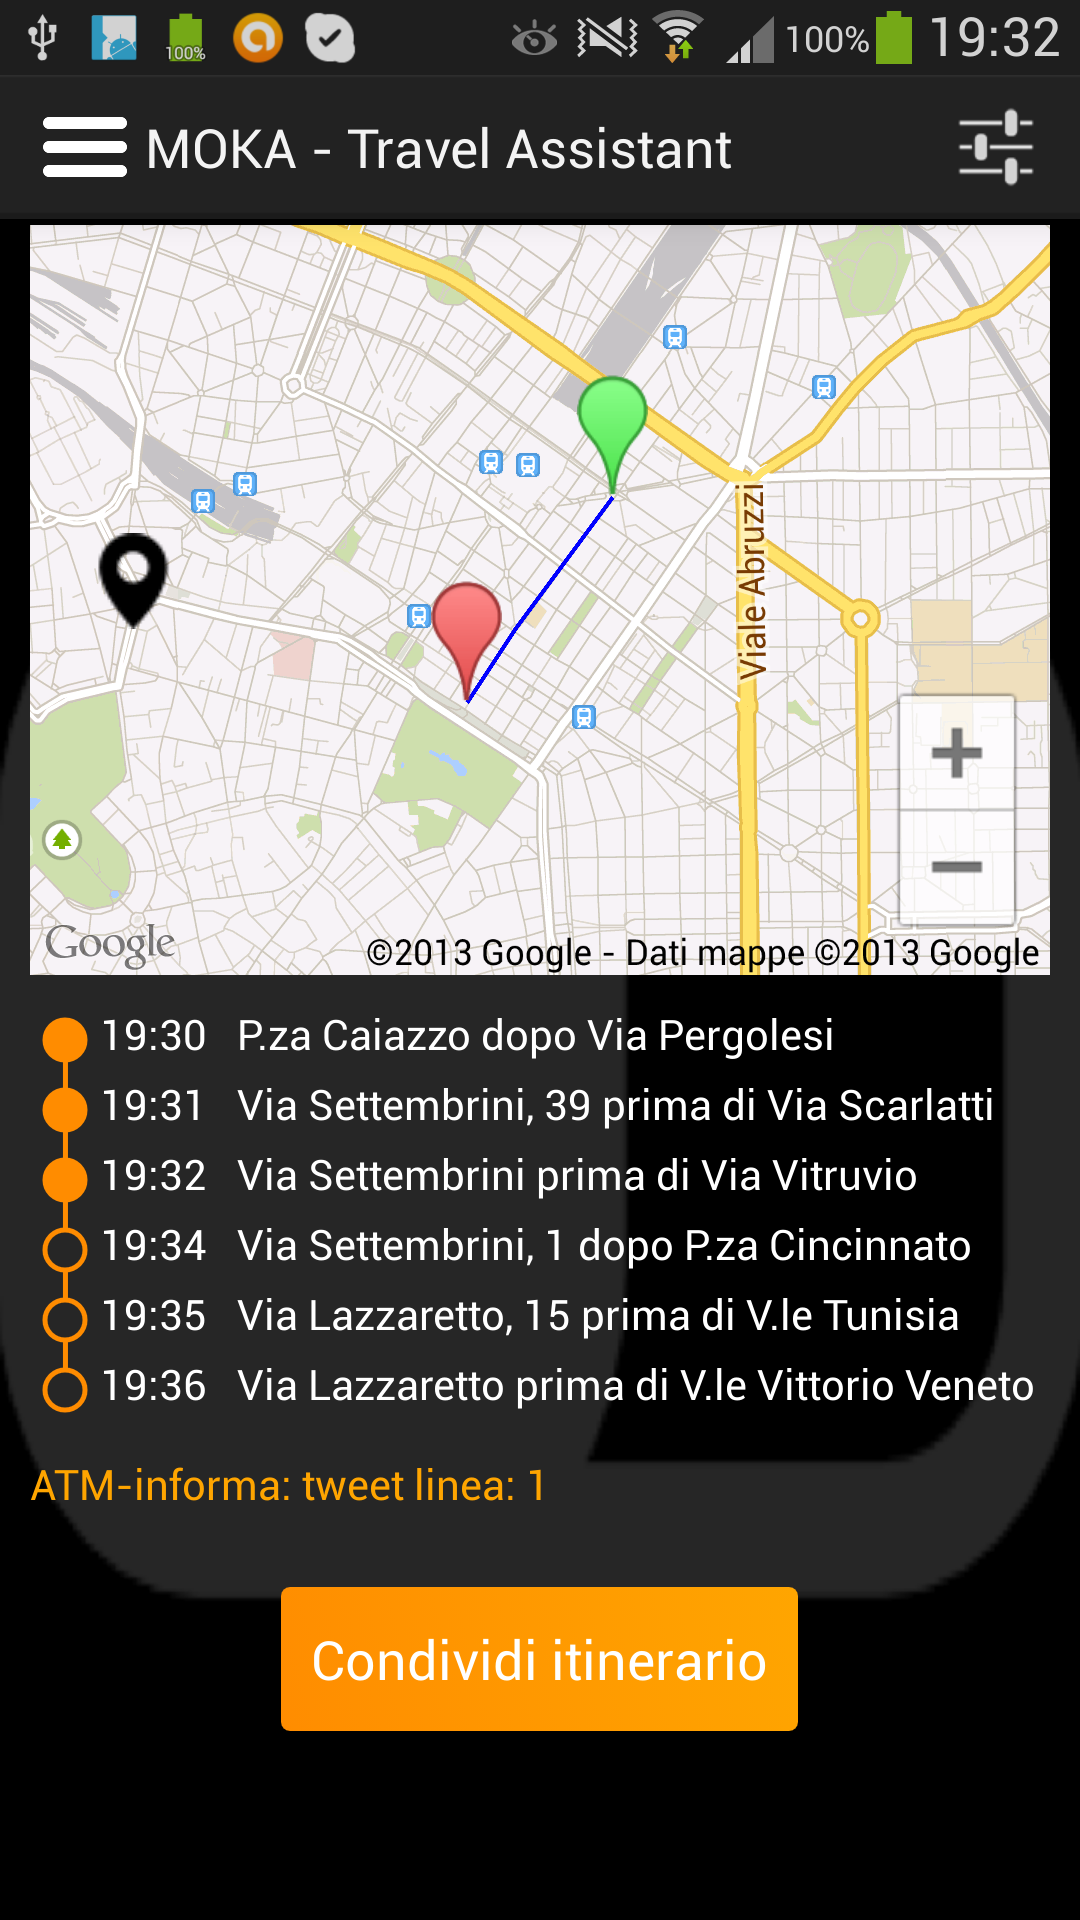 100%
100%
19:32
MOKA - Travel Assistant
Viale Abruzzi
Google
©2013 Google - Dati mappe ©2013 Google
19:30 P.za Caiazzo dopo Via Pergolesi
19:31 Via Settembrini, 39 prima di Via Scarlatti
19:32 Via Settembrini prima di Via Vitruvio
19:34 Via Settembrini, 1 dopo P.za Cincinnato
19:35 Via Lazzaretto, 15 prima di V.le Tunisia
19:36 Via Lazzaretto prima di V.le Vittorio Veneto
ATM-informa: tweet linea: 1
Condividi itinerario